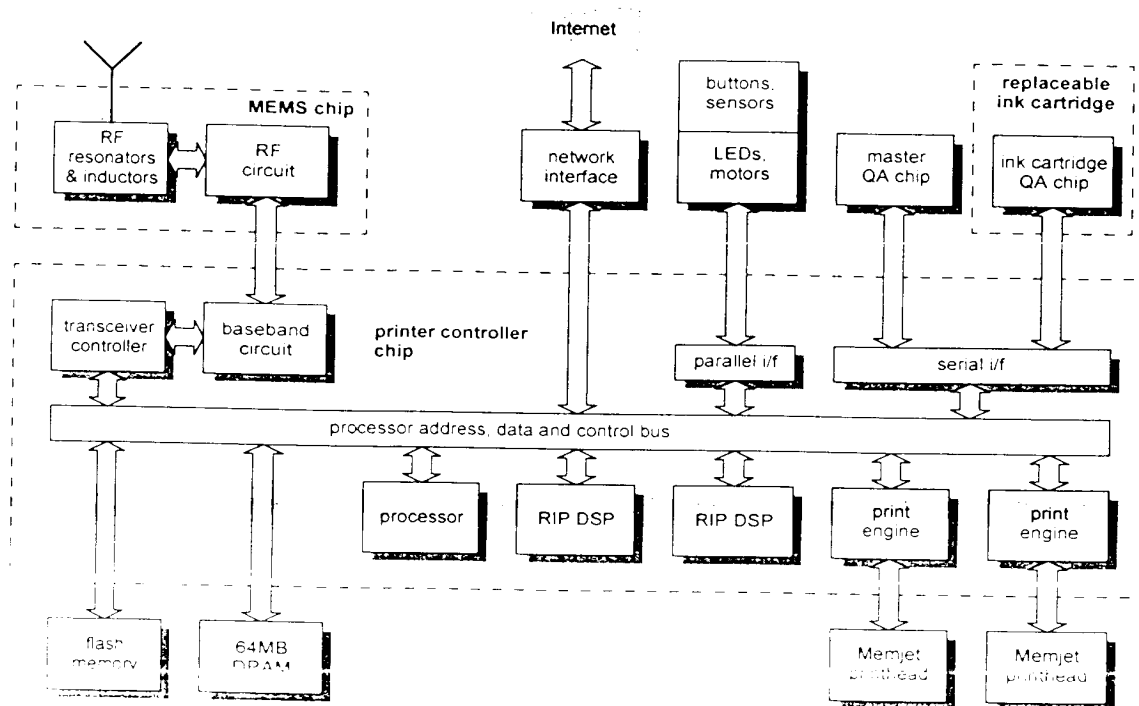 Internet
MEMS chip
RF
resonators
& inductors
RF
circuit
network
interface
buttons,
sensors
LEDs,
motors
master
QA chip
replaceable
ink cartridge
ink cartridge
QA chip
transceiver
controller
baseband
circuit
printer controller
chip
parallel i/f
serial i/f
processor address, data and control bus
processor
RIP DSP
RIP DSP
print
engine
print
engine
flash
memory
64MB
DRAM
Memjet
printhead
Memjet
printhead